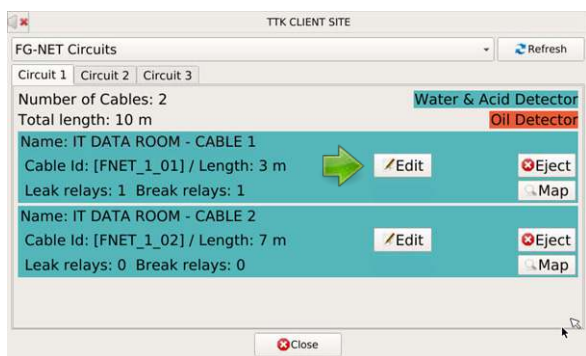 TTK CLIENT SITE
FG-NET Circuits
Refresh
Circuit 1 Circuit 2 Circuit 3
Number of Cables: 2 Water & Acid Detector
Total length: 10 m Oil Detector
Name: IT DATA ROOM - CABLE 1
Cable Id: [FNET_1_01] / Length: 3 m Edit Eject
Leak relays: 1 Break relays: 1 Map
Name: IT DATA ROOM - CABLE 2
Cable Id: [FNET_1_02] / Length: 7 m Edit Eject
Leak relays: 0 Break relays: 0 Map
Close